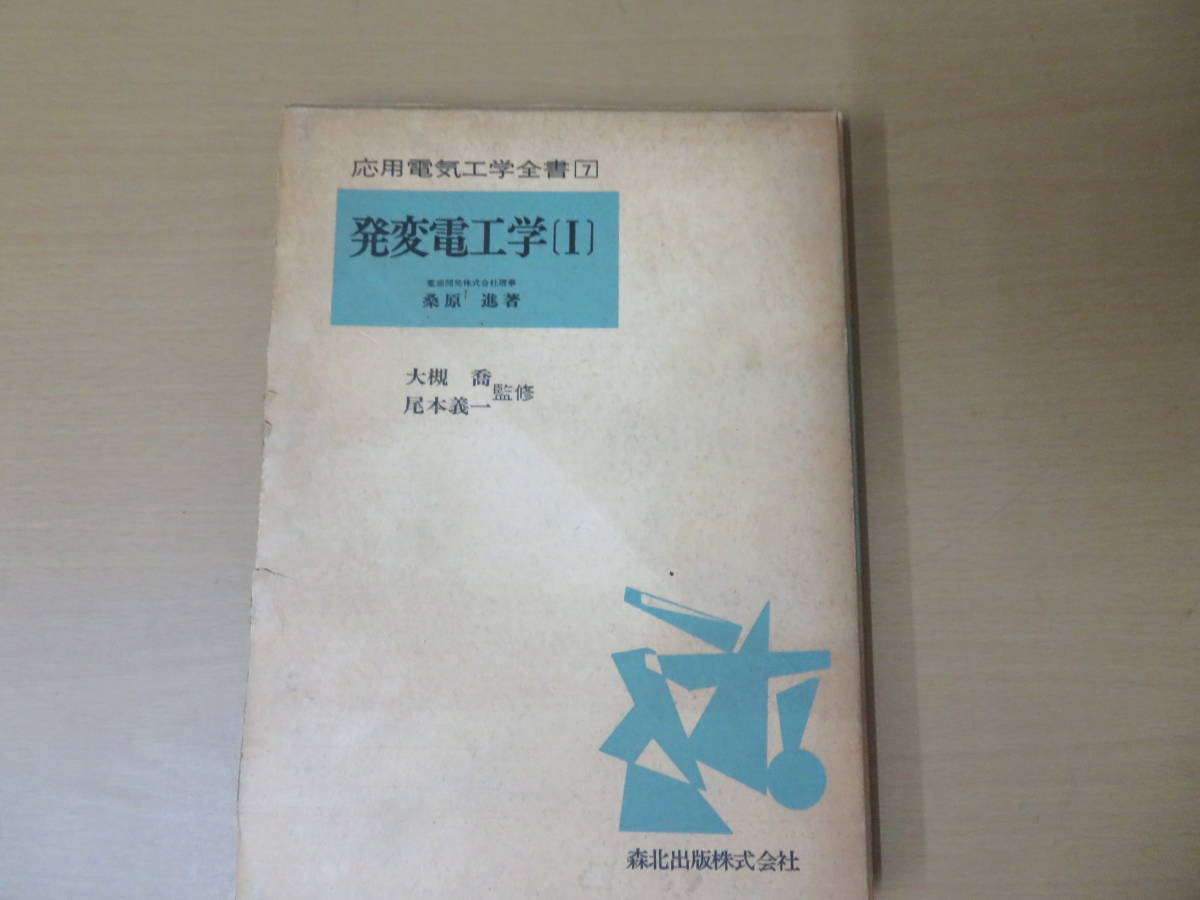 応用電気工学全書[7]
発変電工学〔I〕
電源開発株式会社理事
桑原 進著
大槻 喬
尾本義一監修
森北出版株式会社